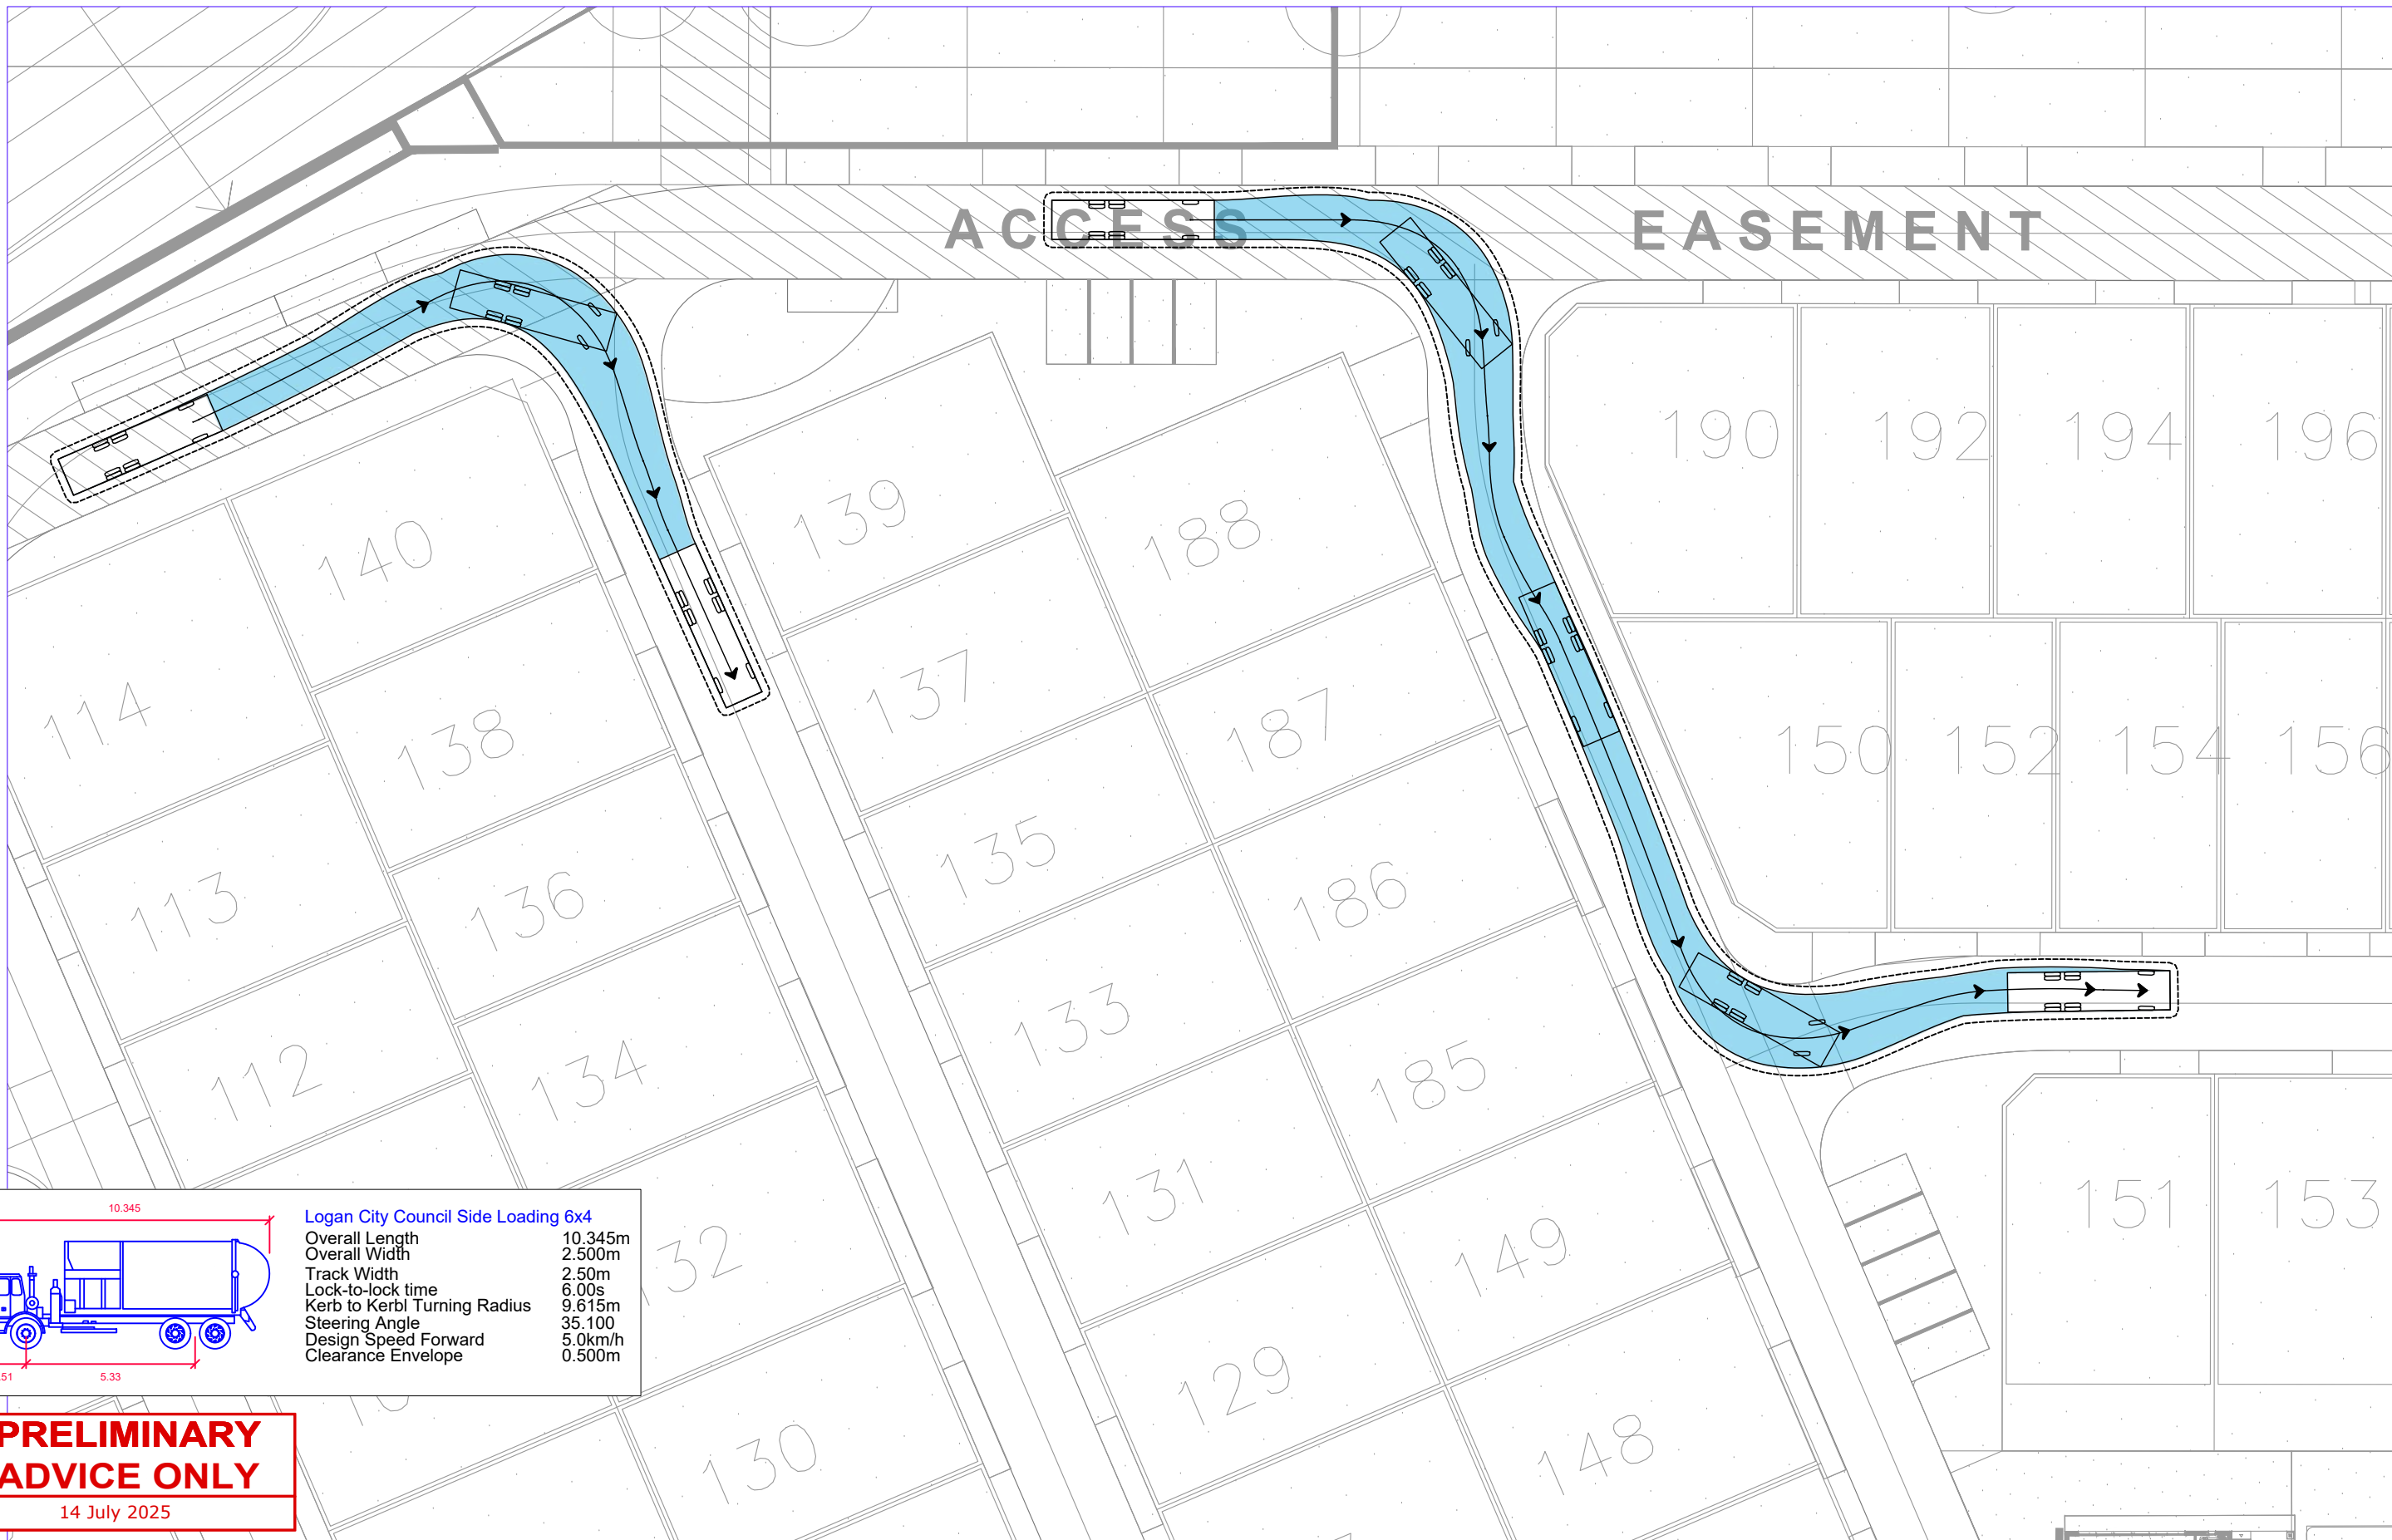 ACCESS EASEMENT
190 192 194 196
139
188
140
137
187
114
138
150 152 154 156
135
186
113
136
133
185
112
134
131
151 153
149
32
129
130
148
10.345
5.33
51
Logan City Council Side Loading 6x4
Overall Length 10.345m
Overall Width 2.500m
Track Width 2.50m
Lock-to-lock time 6.00s
Kerb to Kerbl Turning Radius 9.615m
Steering Angle 35.100
Design Speed Forward 5.0km/h
Clearance Envelope 0.500m
PRELIMINARY
ADVICE ONLY
14 July 2025